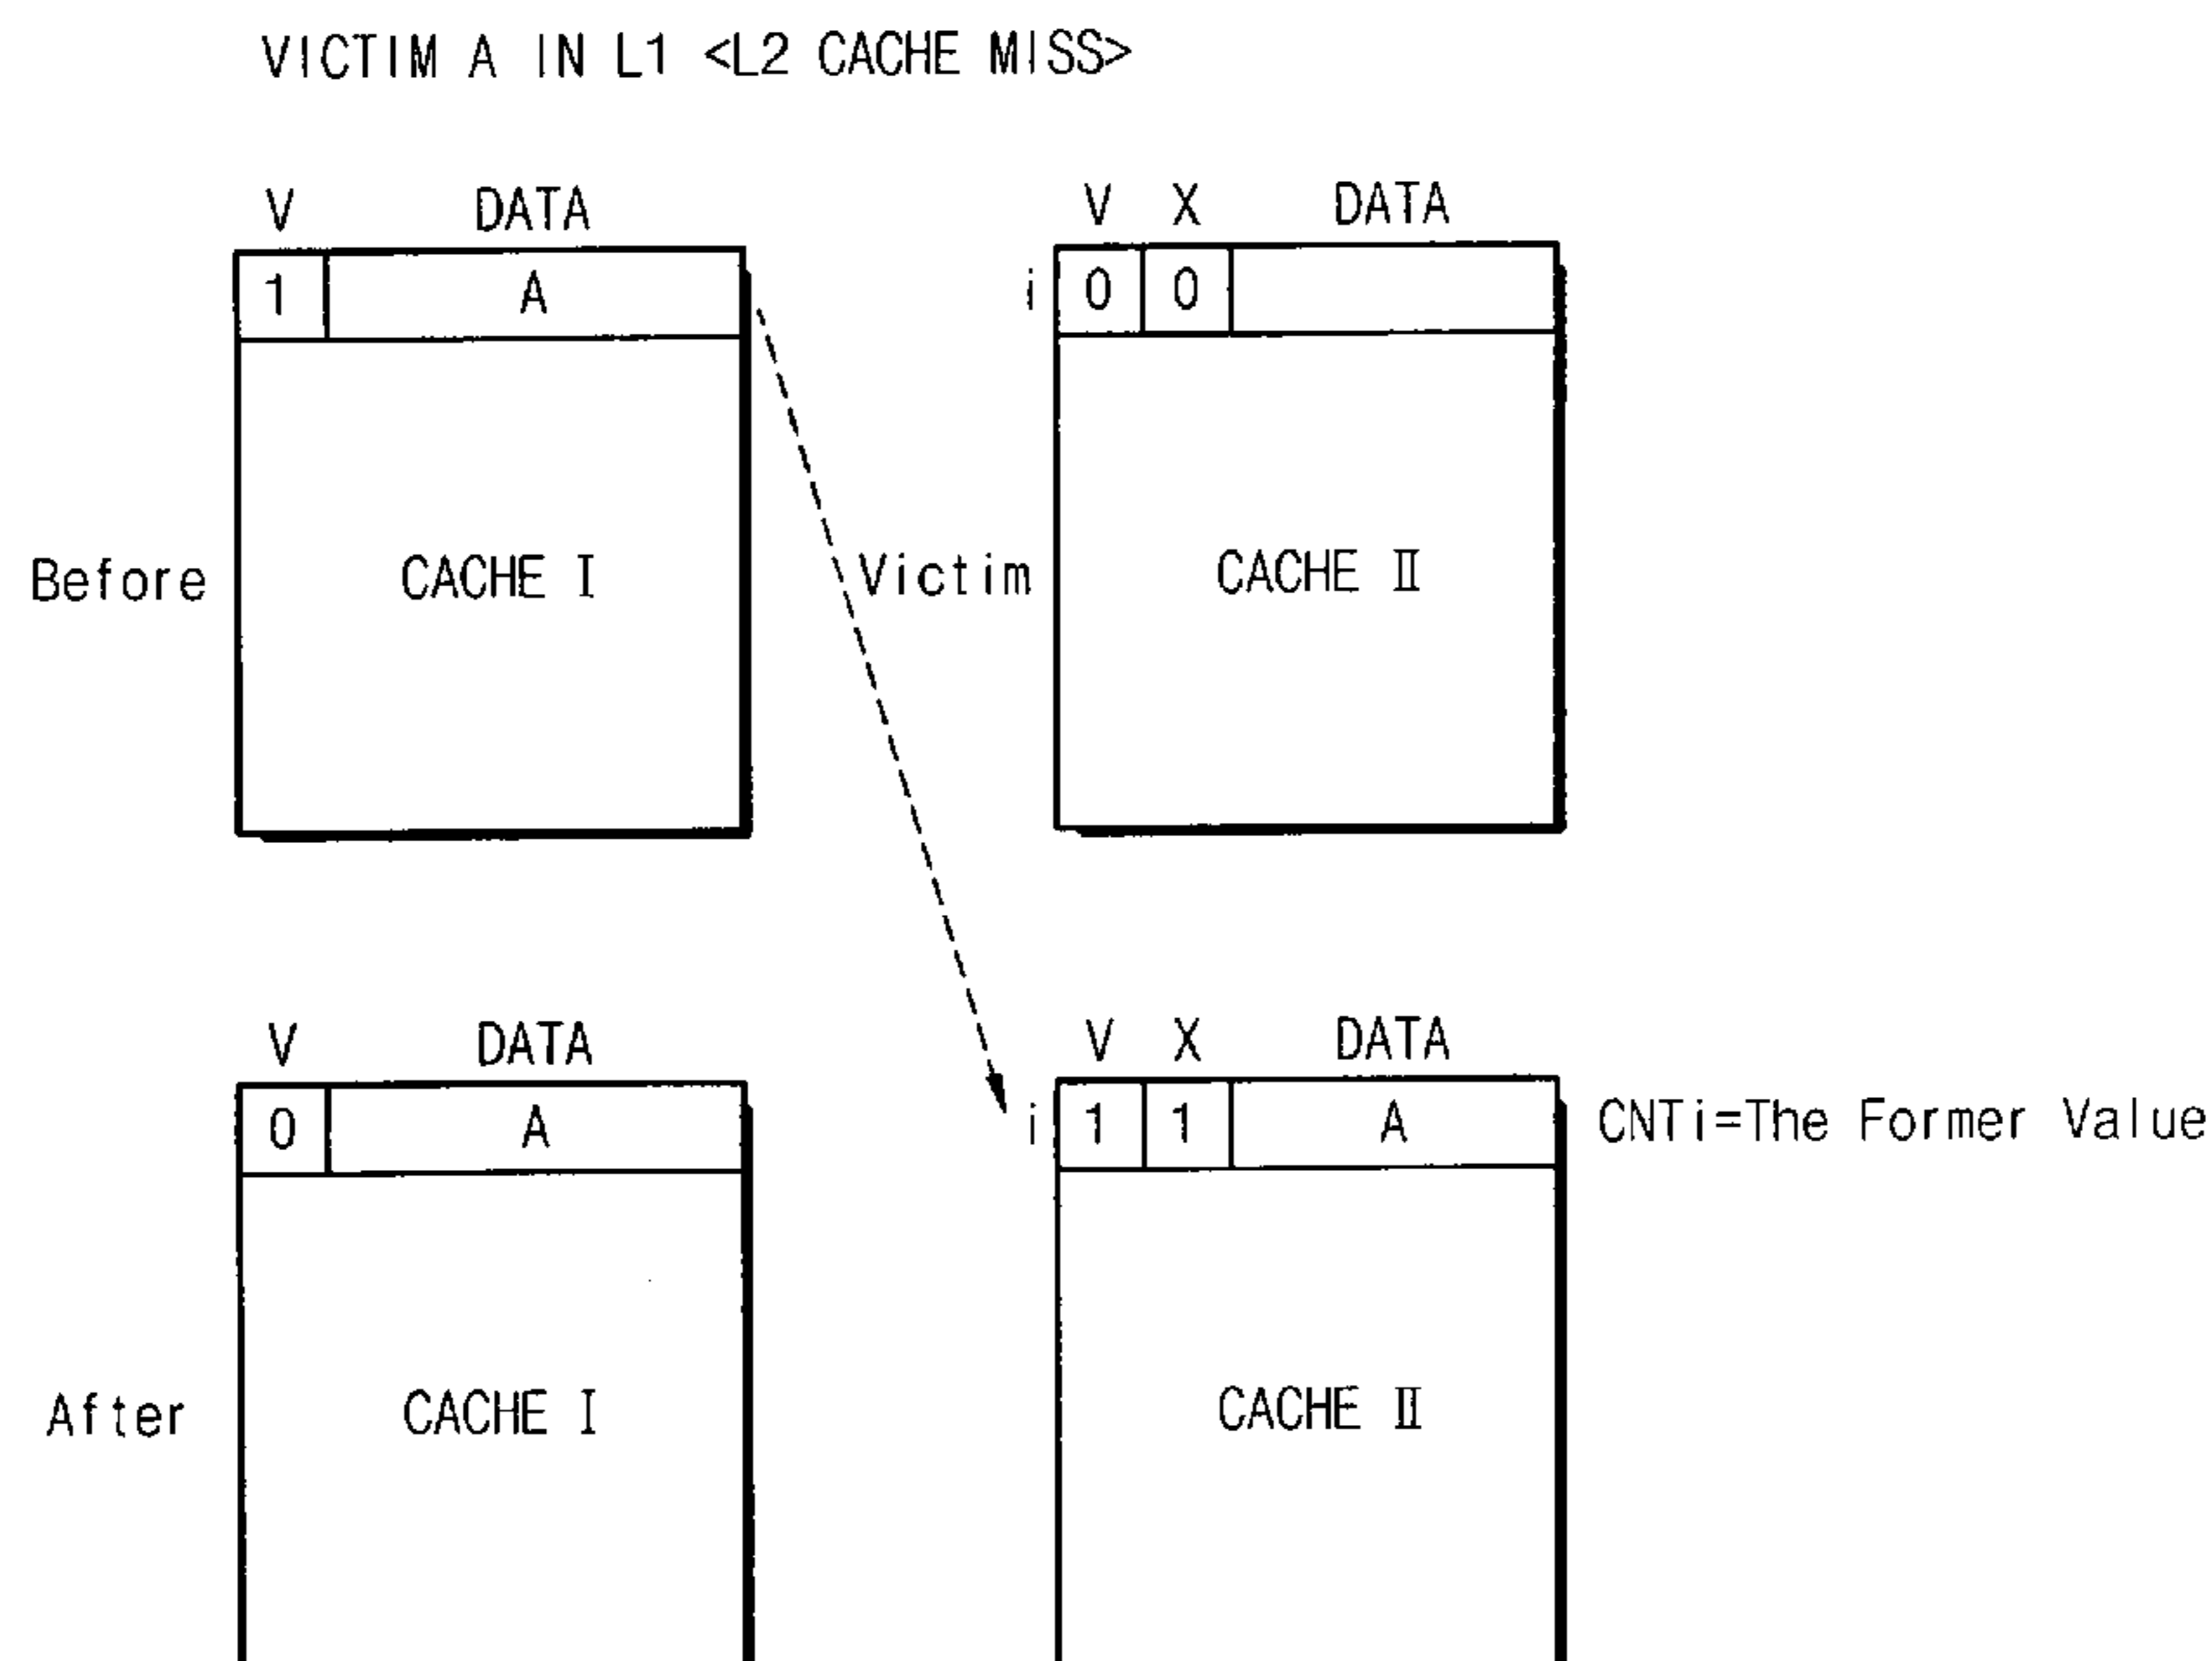 VICTIM A IN L1 <L2 CACHE MISS>
V DATA V X DATA
1 A i 0 0
Before CACHE I Victim CACHE II
V DATA V X DATA
0 A i 1 1 A CNTi=The Former Value
After CACHE I CACHE II